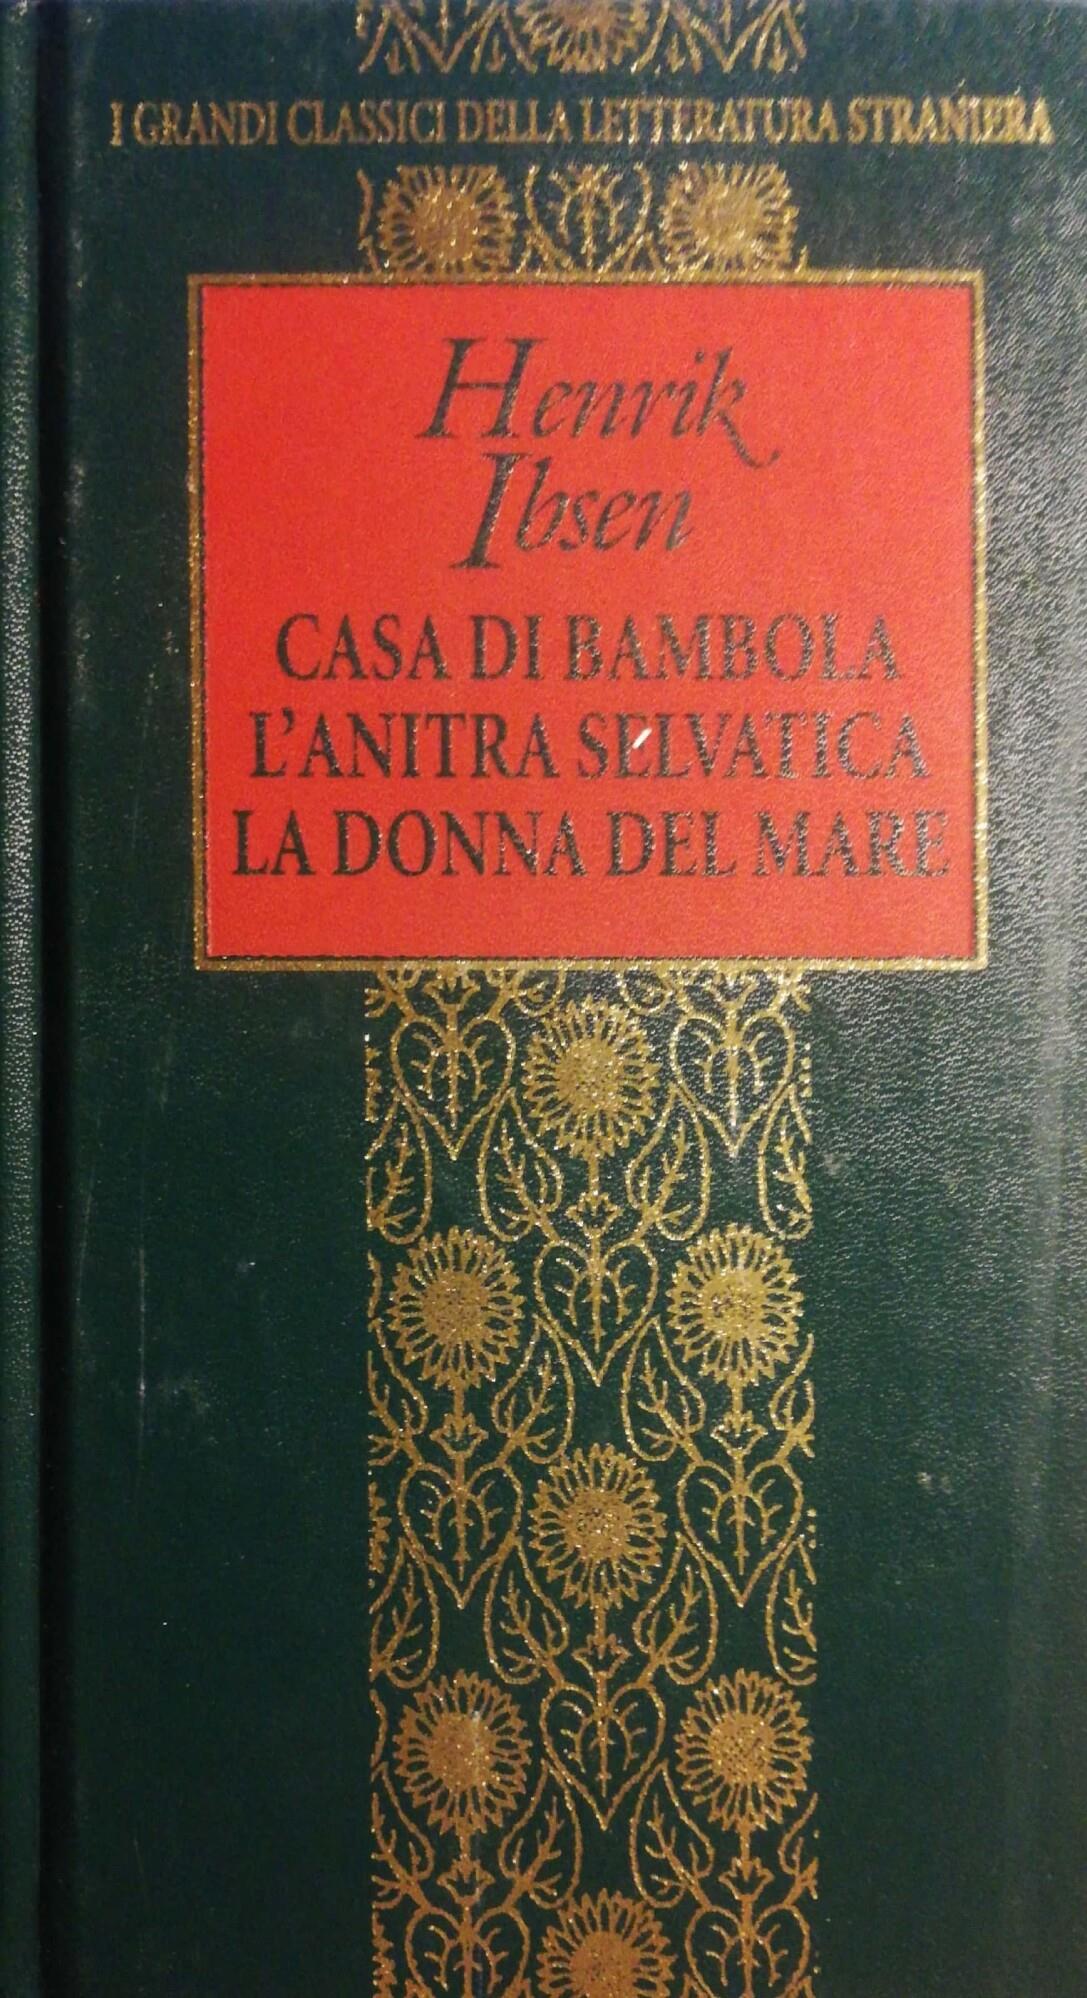 I GRANDI CLASSICI DELLA LETTERATURA STRANIERA
Henrik
Ibsen
CASA DI BAMBOLA
L'ANITRA SELVATICA
LA DONNA DEL MARE